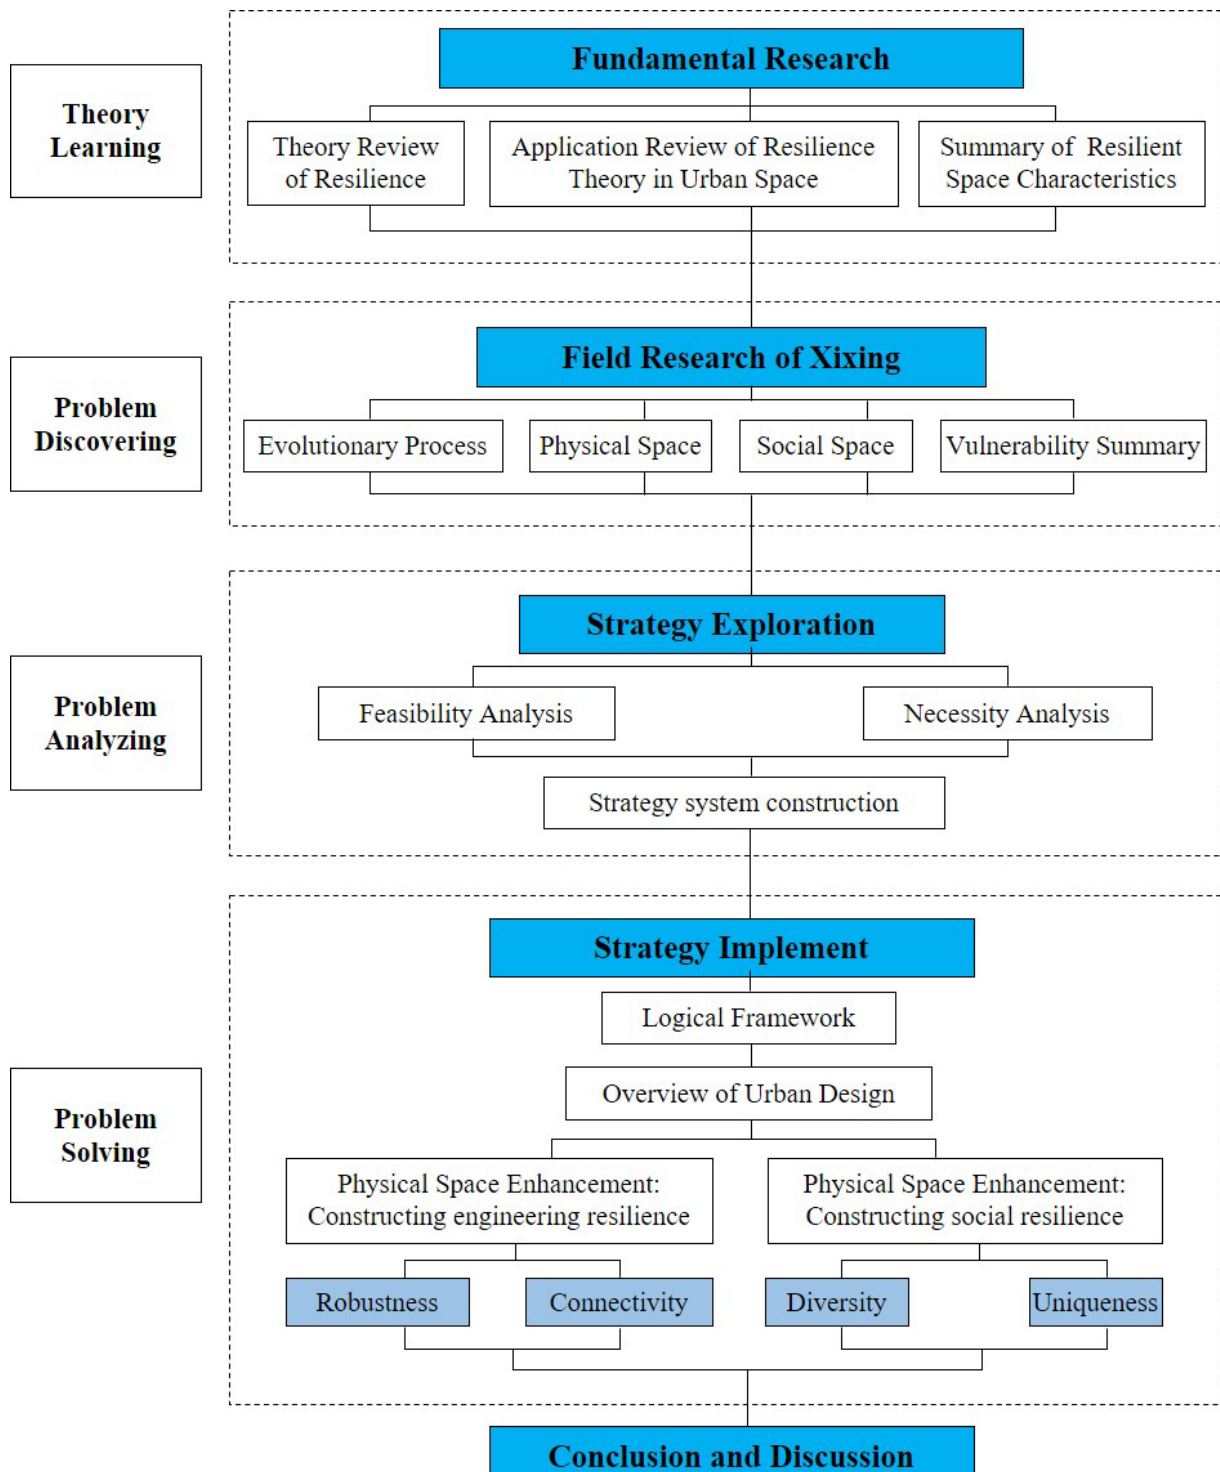 Fundamental Research
Theory
Learning
Theory Review
of Resilience
Application Review of Resilience
Theory in Urban Space
Summary of Resilient
Space Characteristics
Field Research of Xixing
Problem
Discovering
Evolutionary Process
Physical Space
Social Space
Vulnerability Summary
Strategy Exploration
Problem
Analyzing
Feasibility Analysis
Necessity Analysis
Strategy system construction
Strategy Implement
Logical Framework
Overview of Urban Design
Problem
Solving
Physical Space Enhancement:
Constructing engineering resilience
Physical Space Enhancement:
Constructing social resilience
Robustness
Connectivity
Diversity
Uniqueness
Conclusion and Discussion